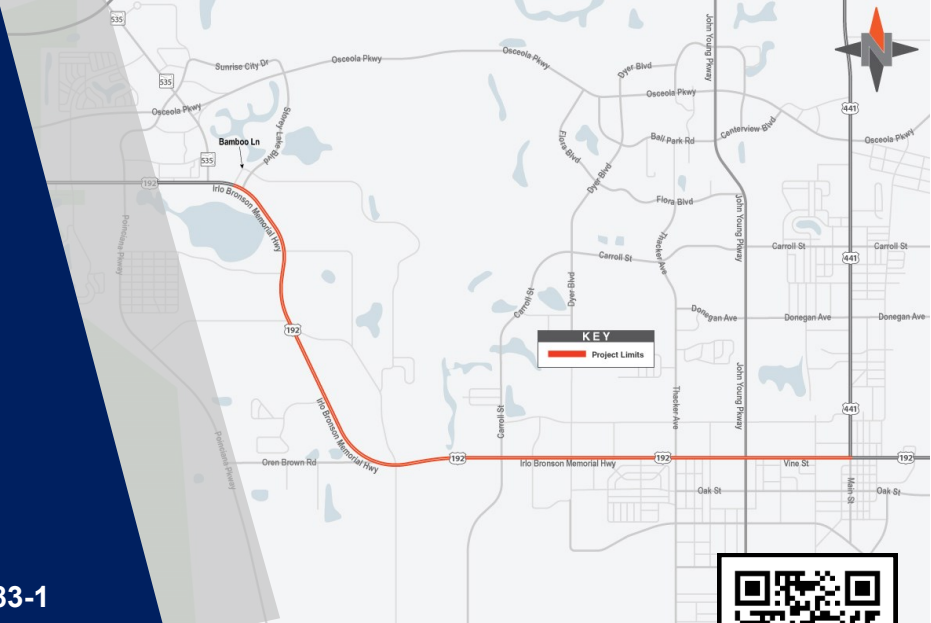 535
John Young Pkway
N
Sunrise City Dr
Osceola Pkwy
Osceola Pkwy
Dyer Blvd
535
Osceola Pkwy
Osceola Pkwy
441
Storey Lake Blvd
Bamboo Ln
Flora Blvd
Ball Park Rd
Centerview Blvd
Osceola Pkwy
535
192
Dyer Blvd
Irlo Bronson Memorial Hwy
Flora Blvd
John Young Pkway
Poinciana Pkwy
Thacker Ave
Carroll St
Carroll St
Carroll St
441
Carroll St
Dyer Blvd
Donegan Ave
Donegan Ave
Donegan Ave
192
KEY
Project Limits
John Young Pkway
Thacker Ave
Irlo Bronson Memorial Hwy
Carroll St
441
Poinciana Pkwy
Oren Brown Rd
192
Irlo Bronson Memorial Hwy
192
Vine St
192
Oak St
Main St
Oak St
33-1